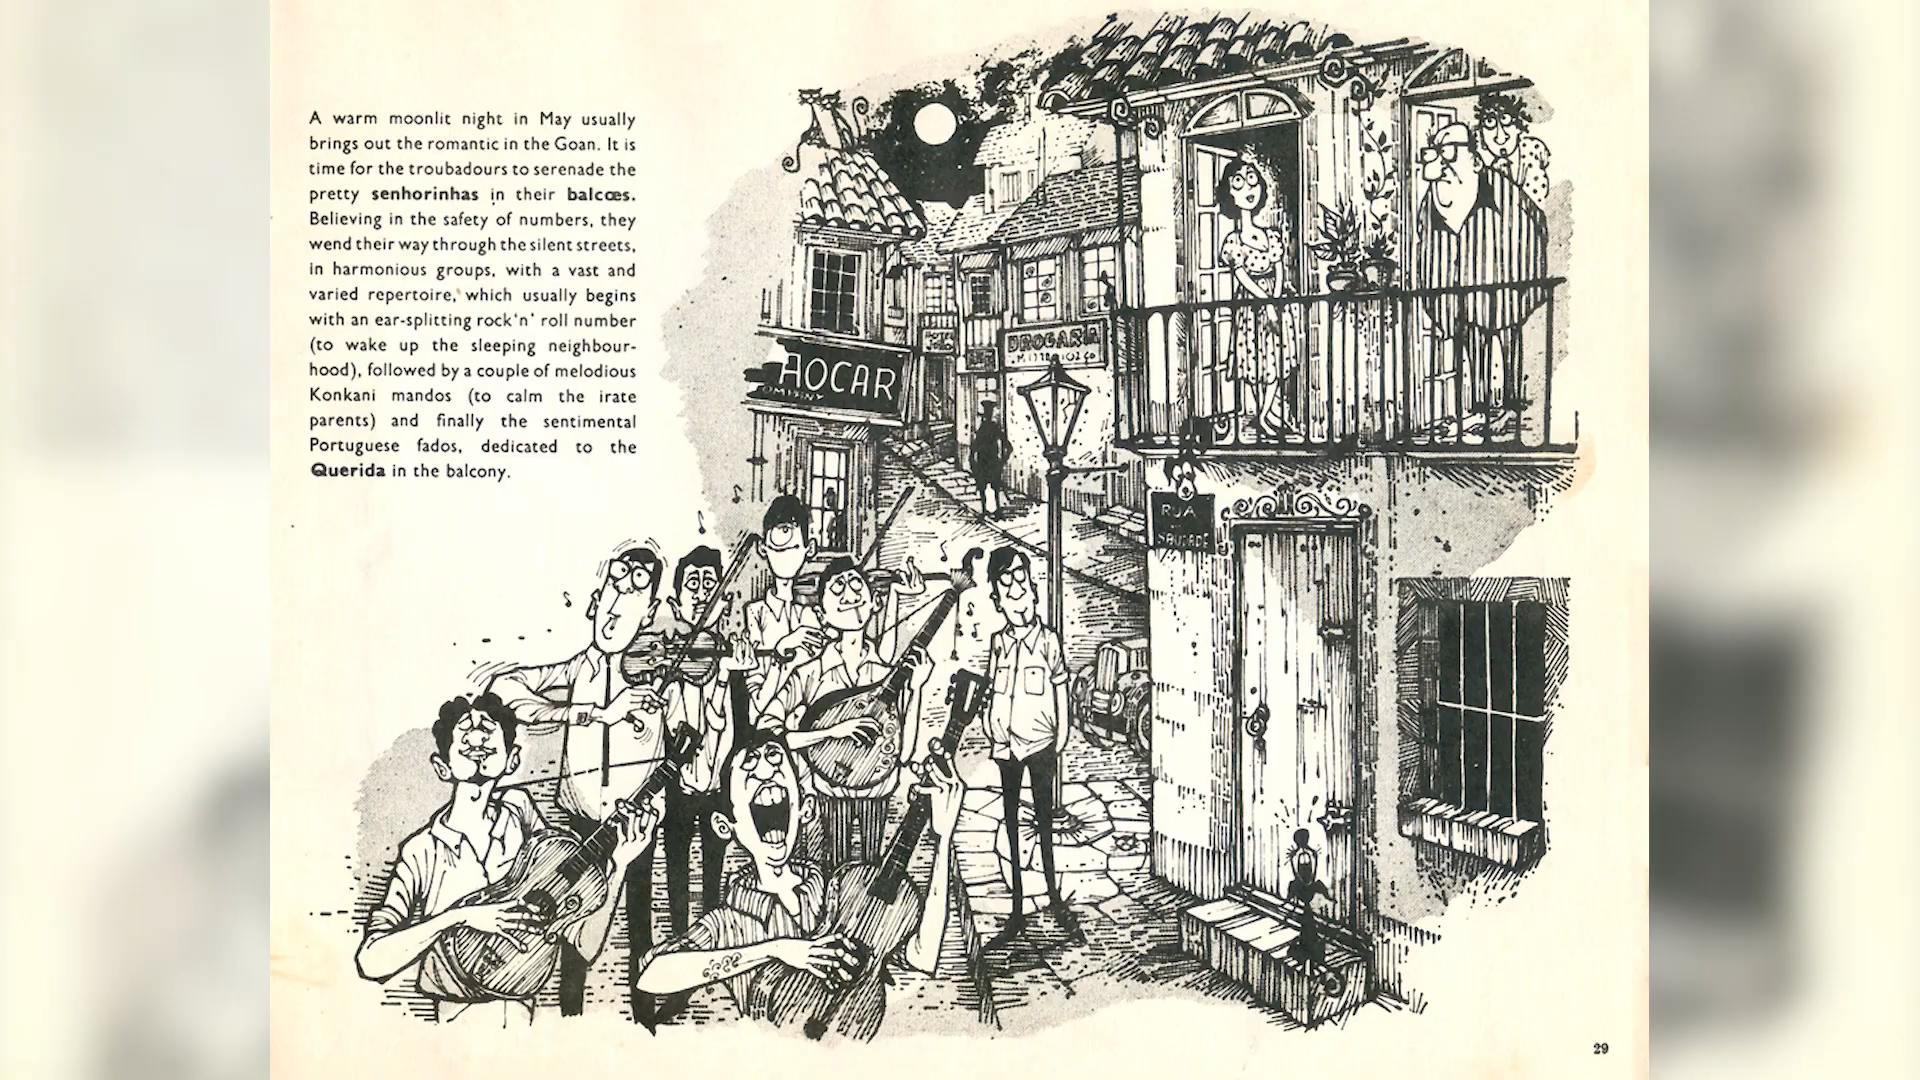 A warm moonlit night in May usually
brings out the romantic in the Goan. It is
time for the troubadours to serenade the
pretty senhorinhas in their balcœs.
Believing in the safety of numbers, they
wend their way through the silent streets,
in harmonious groups, with a vast and
varied repertoire, which usually begins
with an ear-splitting rock'n' roll number
(to wake up the sleeping neighbour-
hood), followed by a couple of melodious
Konkani mandos (to calm the irate
parents) and finally the sentimental
Portuguese fados, dedicated to the
Querida in the balcony.
AOCAR
DROGARIA
RUA
SAUDADE
29